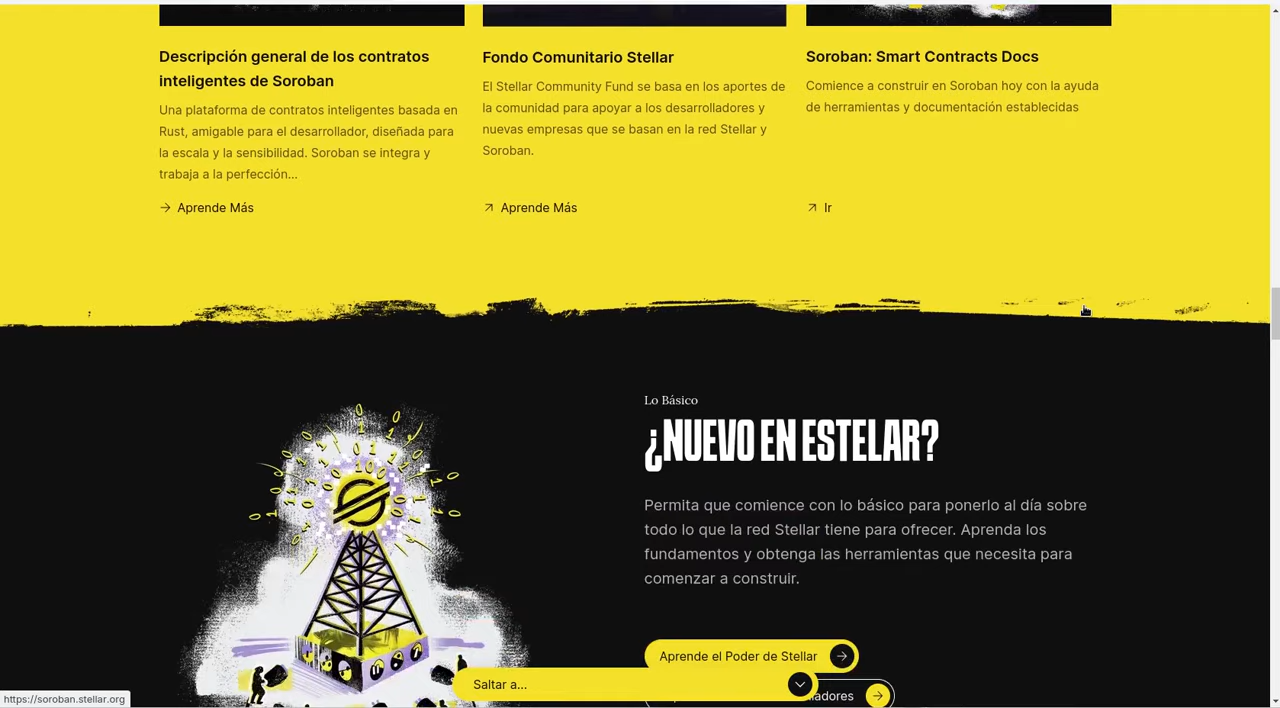 Descripción general de los contratos
inteligentes de Soroban
Una plataforma de contratos inteligentes basada en
Rust, amigable para el desarrollador, diseñada para
la escala y la sensibilidad. Soroban se integra y
trabaja a la perfección...
Aprende Más
Fondo Comunitario Stellar
El Stellar Community Fund se basa en los aportes de
la comunidad para apoyar a los desarrolladores y
nuevas empresas que se basan en la red Stellar y
Soroban.
Aprende Más
Soroban: Smart Contracts Docs
Comience a construir en Soroban hoy con la ayuda
de herramientas y documentación establecidas
Ir
Lo Básico
¿NUEVO EN ESTELAR?
Permita que comience con lo básico para ponerlo al día sobre
todo lo que la red Stellar tiene para ofrecer. Aprenda los
fundamentos y obtenga las herramientas que necesita para
comenzar a construir.
Aprende el Poder de Stellar
Saltar a...
https://soroban.stellar.org